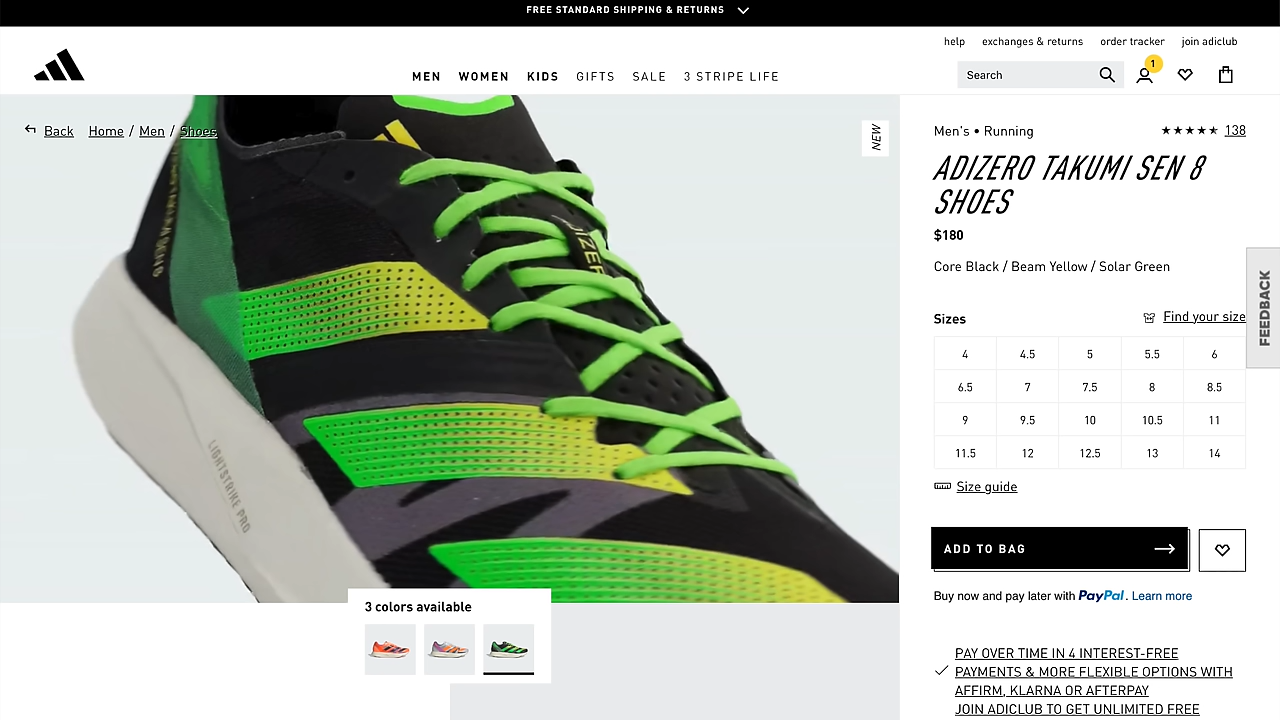 FREE STANDARD SHIPPING & RETURNS
help exchanges & returns order tracker join adiclub
MEN WOMEN KIDS GIFTS SALE 3 STRIPE LIFE
Search
1
Back Home / Men / Shoes
NEW
LIGHTSTRIKE PRO
Men's • Running
★★★★★ 138
ADIZERO TAKUMI SEN 8
SHOES
$180
Core Black / Beam Yellow / Solar Green
FEEDBACK
Sizes Find your size
4 4.5 5 5.5 6
6.5 7 7.5 8 8.5
9 9.5 10 10.5 11
11.5 12 12.5 13 14
Size guide
ADD TO BAG
Buy now and pay later with PayPal. Learn more
3 colors available
PAY OVER TIME IN 4 INTEREST-FREE
PAYMENTS & MORE FLEXIBLE OPTIONS WITH
AFFIRM, KLARNA OR AFTERPAY
JOIN ADICLUB TO GET UNLIMITED FREE